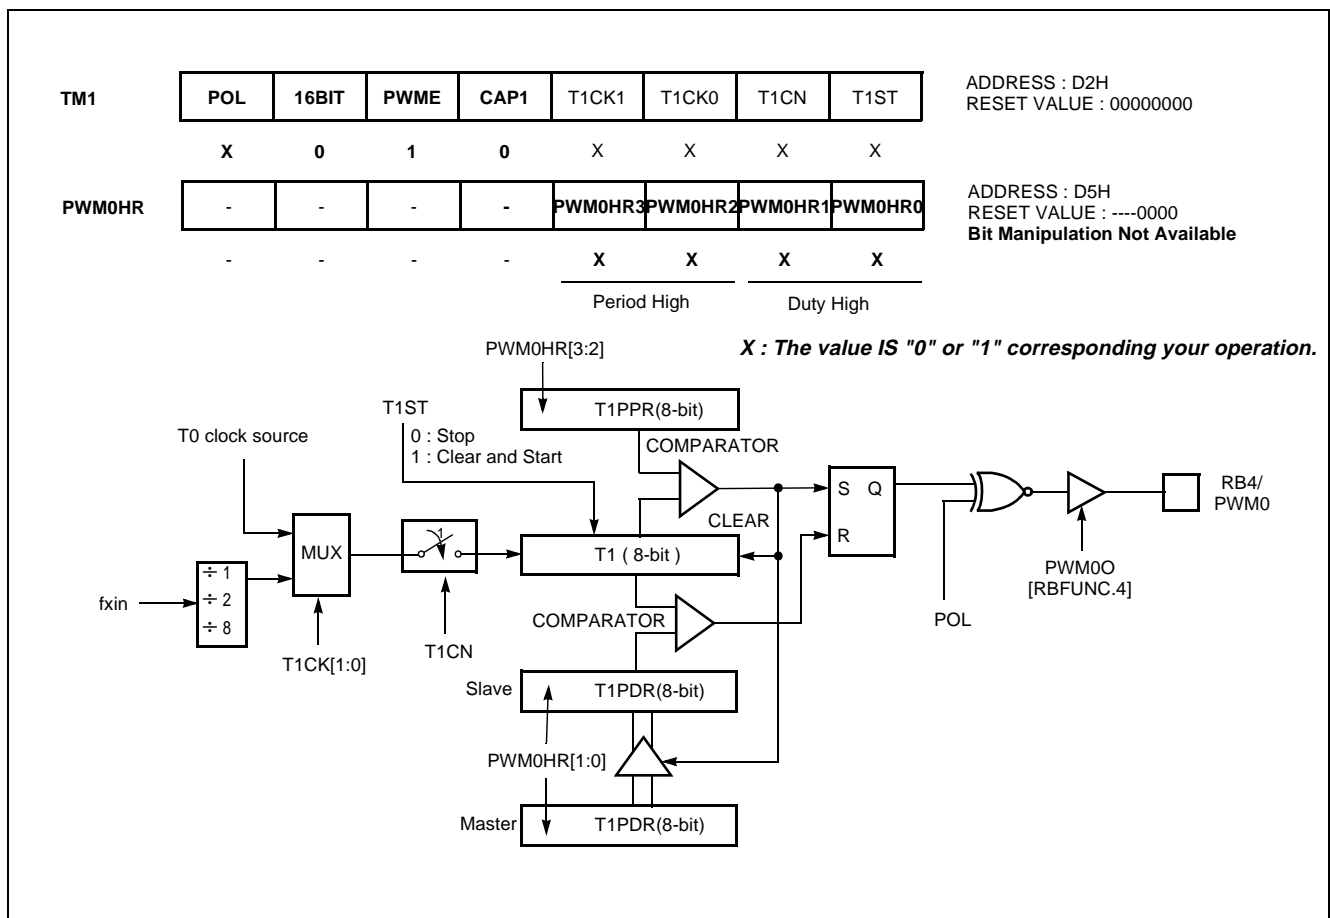 TM1 POL 16BIT PWME CAP1 T1CK1 T1CK0 T1CN T1ST
ADDRESS : D2H
RESET VALUE : 00000000
X 0 1 0 X X X X
PWM0HR - - - - PWM0HR3 PWM0HR2 PWM0HR1 PWM0HR0
ADDRESS : D5H
RESET VALUE : ----0000
Bit Manipulation Not Available
- - - - X X X X
Period High Duty High
X : The value IS "0" or "1" corresponding your operation.
PWM0HR[3:2]
T1PPR(8-bit)
T1ST
0 : Stop
1 : Clear and Start
T0 clock source
COMPARATOR
S Q
R
CLEAR
RB4/
PWM0
MUX
1
T1 ( 8-bit )
fxin
÷ 1
÷ 2
÷ 8
PWM0O
[RBFUNC.4]
POL
COMPARATOR
T1CK[1:0]
T1CN
Slave
T1PDR(8-bit)
PWM0HR[1:0]
Master
T1PDR(8-bit)